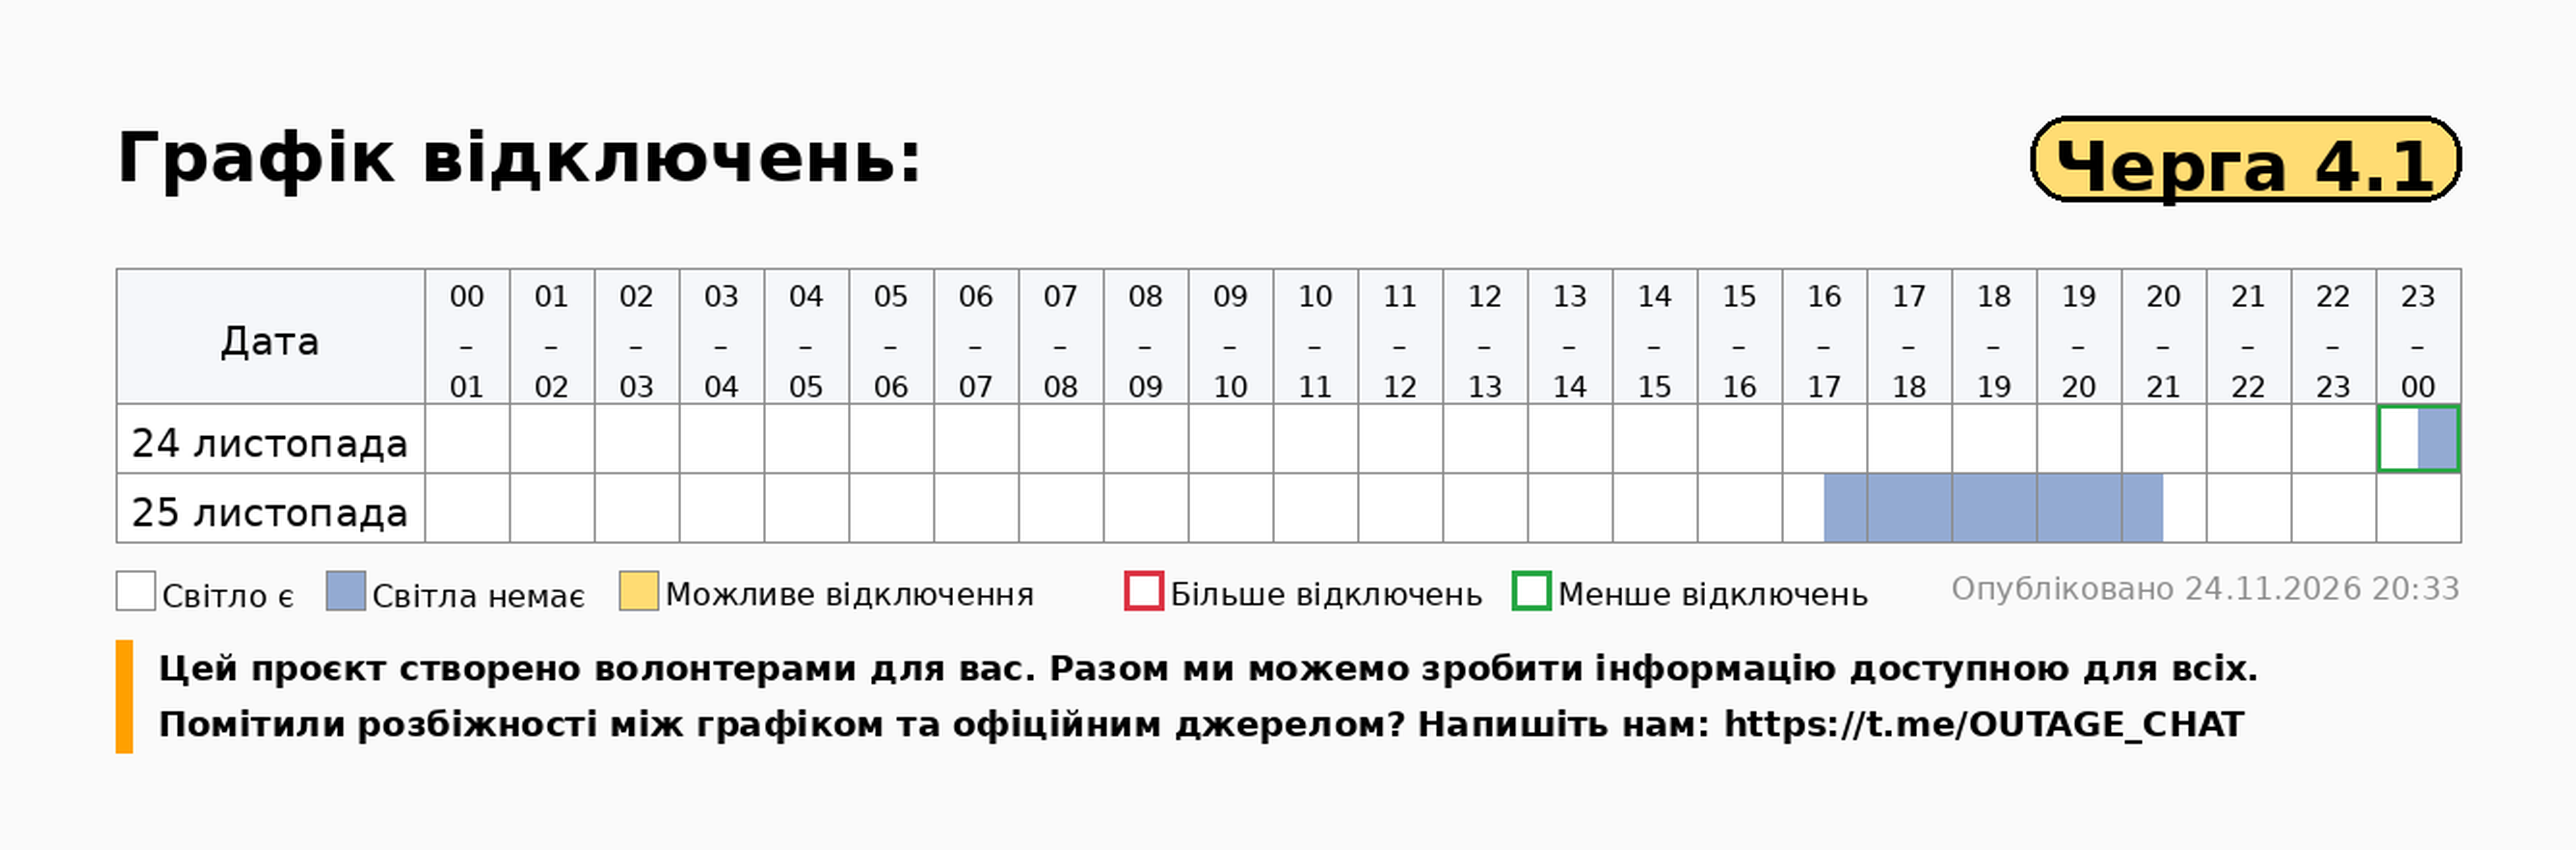 Графік відключень:
Черга 4.1
Дата
00 – 01
01 – 02
02 – 03
03 – 04
04 – 05
05 – 06
06 – 07
07 – 08
08 – 09
09 – 10
10 – 11
11 – 12
12 – 13
13 – 14
14 – 15
15 – 16
16 – 17
17 – 18
18 – 19
19 – 20
20 – 21
21 – 22
22 – 23
23 – 00
24 листопада
25 листопада
Світло є
Світла немає
Можливе відключення
Більше відключень
Менше відключень
Опубліковано 24.11.2026 20:33
Цей проєкт створено волонтерами для вас. Разом ми можемо зробити інформацію доступною для всіх.
Помітили розбіжності між графіком та офіційним джерелом? Напишіть нам: https://t.me/OUTAGE_CHAT